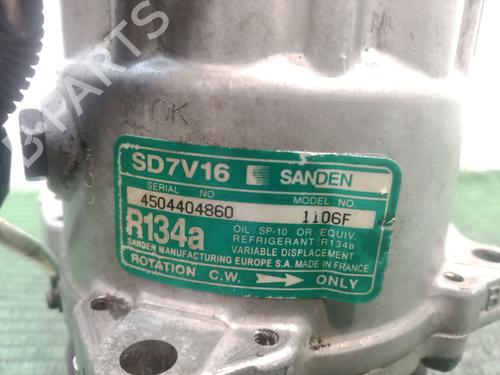 B-PARTS
OK
SD7V16 SANDEN
SERIAL NO MODEL NO.
4504404860 1106F
R134a
OIL: SP-10 OR EQUIV.
REFRIGERANT: R134a
VARIABLE DISPLACEMENT
SANDEN MANUFACTURING EUROPE S.A. MADE IN FRANCE
ROTATION C.W. ONLY